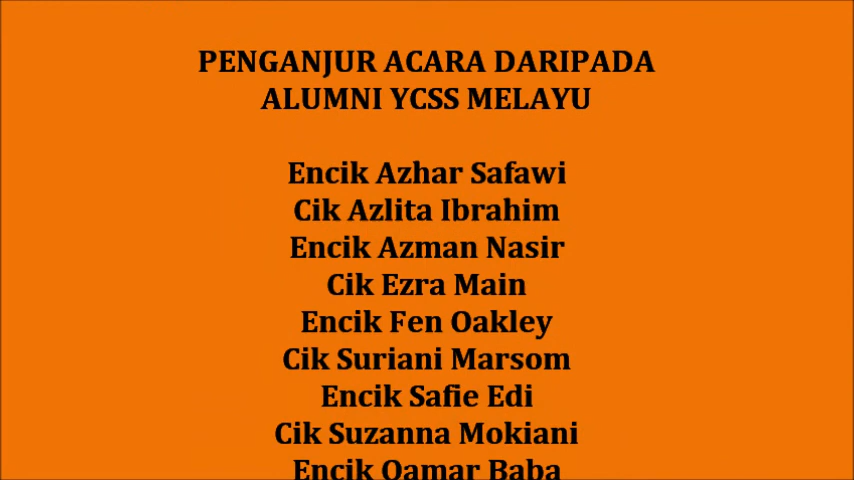 PENGANJUR ACARA DARIPADA
ALUMNI YCSS MELAYU
Encik Azhar Safawi
Cik Azlita Ibrahim
Encik Azman Nasir
Cik Ezra Main
Encik Fen Oakley
Cik Suriani Marsom
Encik Safie Edi
Cik Suzanna Mokiani
Encik Qamar Baba